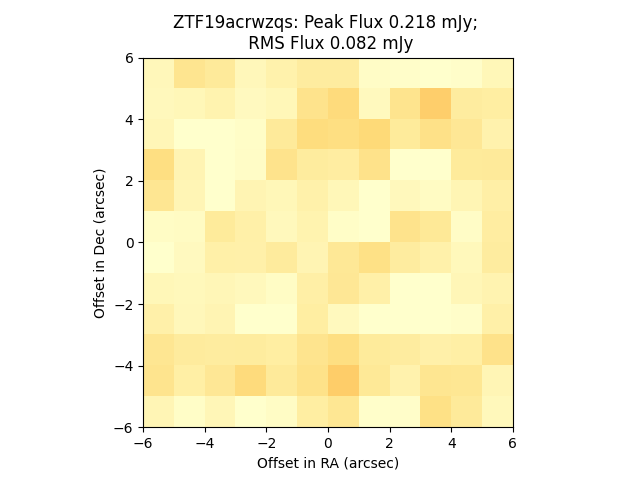 ZTF19acrwzqs: Peak Flux 0.218 mJy;
RMS Flux 0.082 mJy
6
4
2
0
−2
−4
−6
Offset in Dec (arcsec)
−6 −4 −2 0 2 4 6
Offset in RA (arcsec)